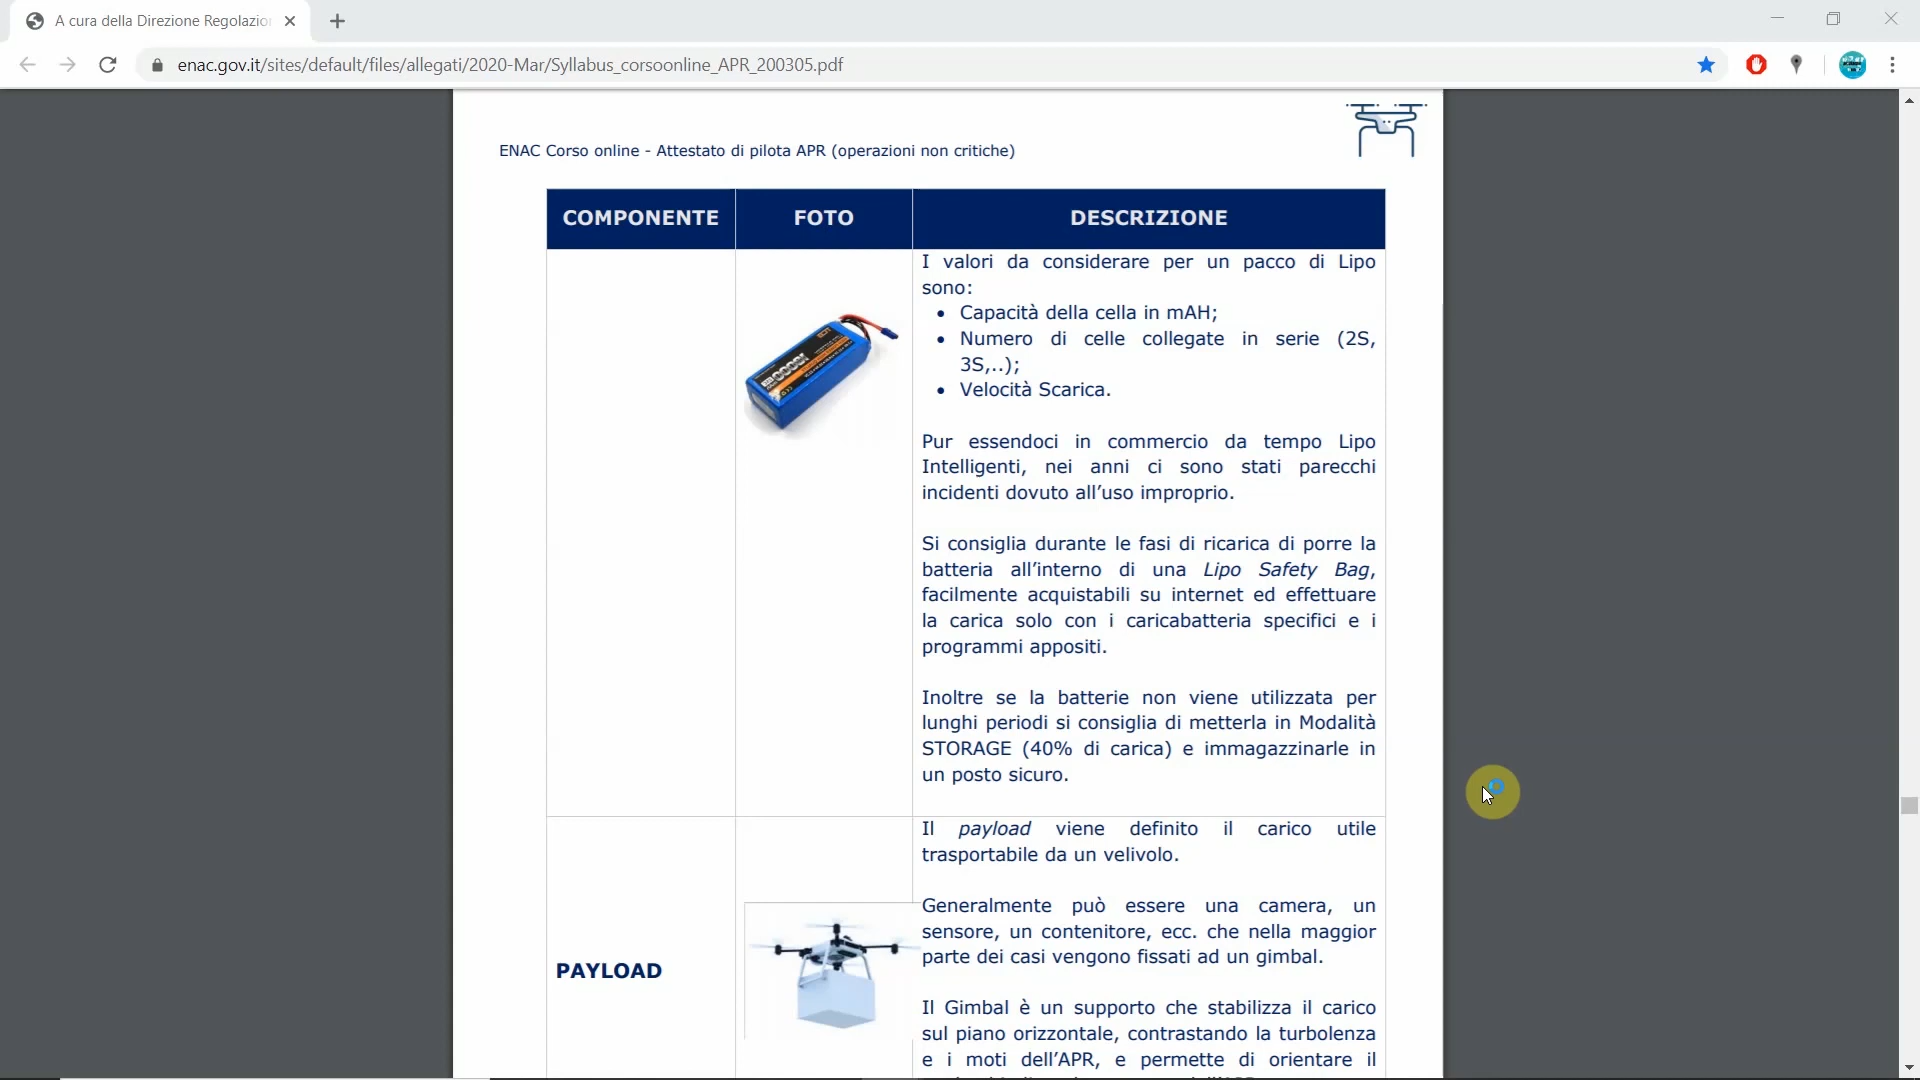 A cura della Direzione Regolazion
enac.gov.it/sites/default/files/allegati/2020-Mar/Syllabus_corsoonline_APR_200305.pdf
ENAC Corso online - Attestato di pilota APR (operazioni non critiche)
COMPONENTE FOTO DESCRIZIONE
I valori da considerare per un pacco di Lipo
sono:
• Capacità della cella in mAH;
• Numero di celle collegate in serie (2S,
3S,..);
• Velocità Scarica.
Pur essendoci in commercio da tempo Lipo
Intelligenti, nei anni ci sono stati parecchi
incidenti dovuto all’uso improprio.
Si consiglia durante le fasi di ricarica di porre la
batteria all’interno di una Lipo Safety Bag,
facilmente acquistabili su internet ed effettuare
la carica solo con i caricabatteria specifici e i
programmi appositi.
Inoltre se la batterie non viene utilizzata per
lunghi periodi si consiglia di metterla in Modalità
STORAGE (40% di carica) e immagazzinarle in
un posto sicuro.
PAYLOAD
Il payload viene definito il carico utile
trasportabile da un velivolo.
Generalmente può essere una camera, un
sensore, un contenitore, ecc. che nella maggior
parte dei casi vengono fissati ad un gimbal.
Il Gimbal è un supporto che stabilizza il carico
sul piano orizzontale, contrastando la turbolenza
e i moti dell’APR, e permette di orientare il